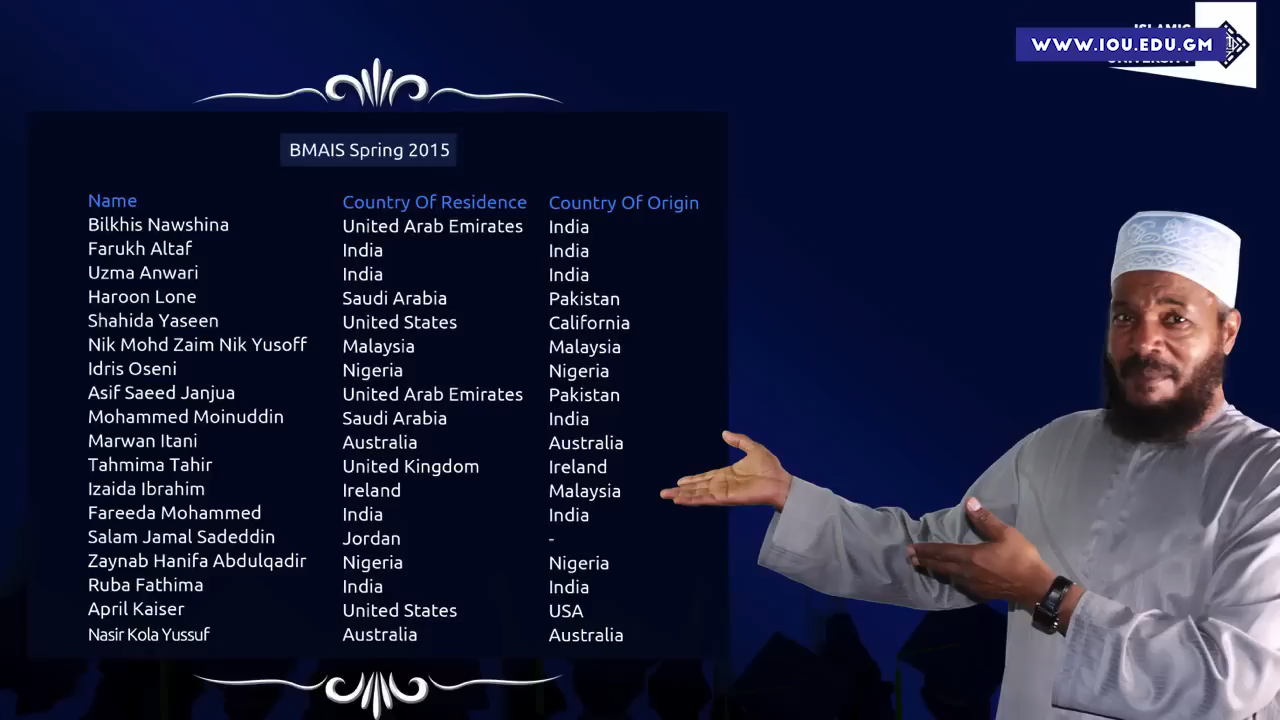 ISLAMIC
WWW.IOU.EDU.GM
UNIVERSITY
BMAIS Spring 2015
Name Country Of Residence Country Of Origin
Bilkhis Nawshina United Arab Emirates India
Farukh Altaf India India
Uzma Anwari India India
Haroon Lone Saudi Arabia Pakistan
Shahida Yaseen United States California
Nik Mohd Zaim Nik Yusoff Malaysia Malaysia
Idris Oseni Nigeria Nigeria
Asif Saeed Janjua United Arab Emirates Pakistan
Mohammed Moinuddin Saudi Arabia India
Marwan Itani Australia Australia
Tahmima Tahir United Kingdom Ireland
Izaida Ibrahim Ireland Malaysia
Fareeda Mohammed India India
Salam Jamal Sadeddin Jordan -
Zaynab Hanifa Abdulqadir Nigeria Nigeria
Ruba Fathima India India
April Kaiser United States USA
Nasir Kola Yussuf Australia Australia